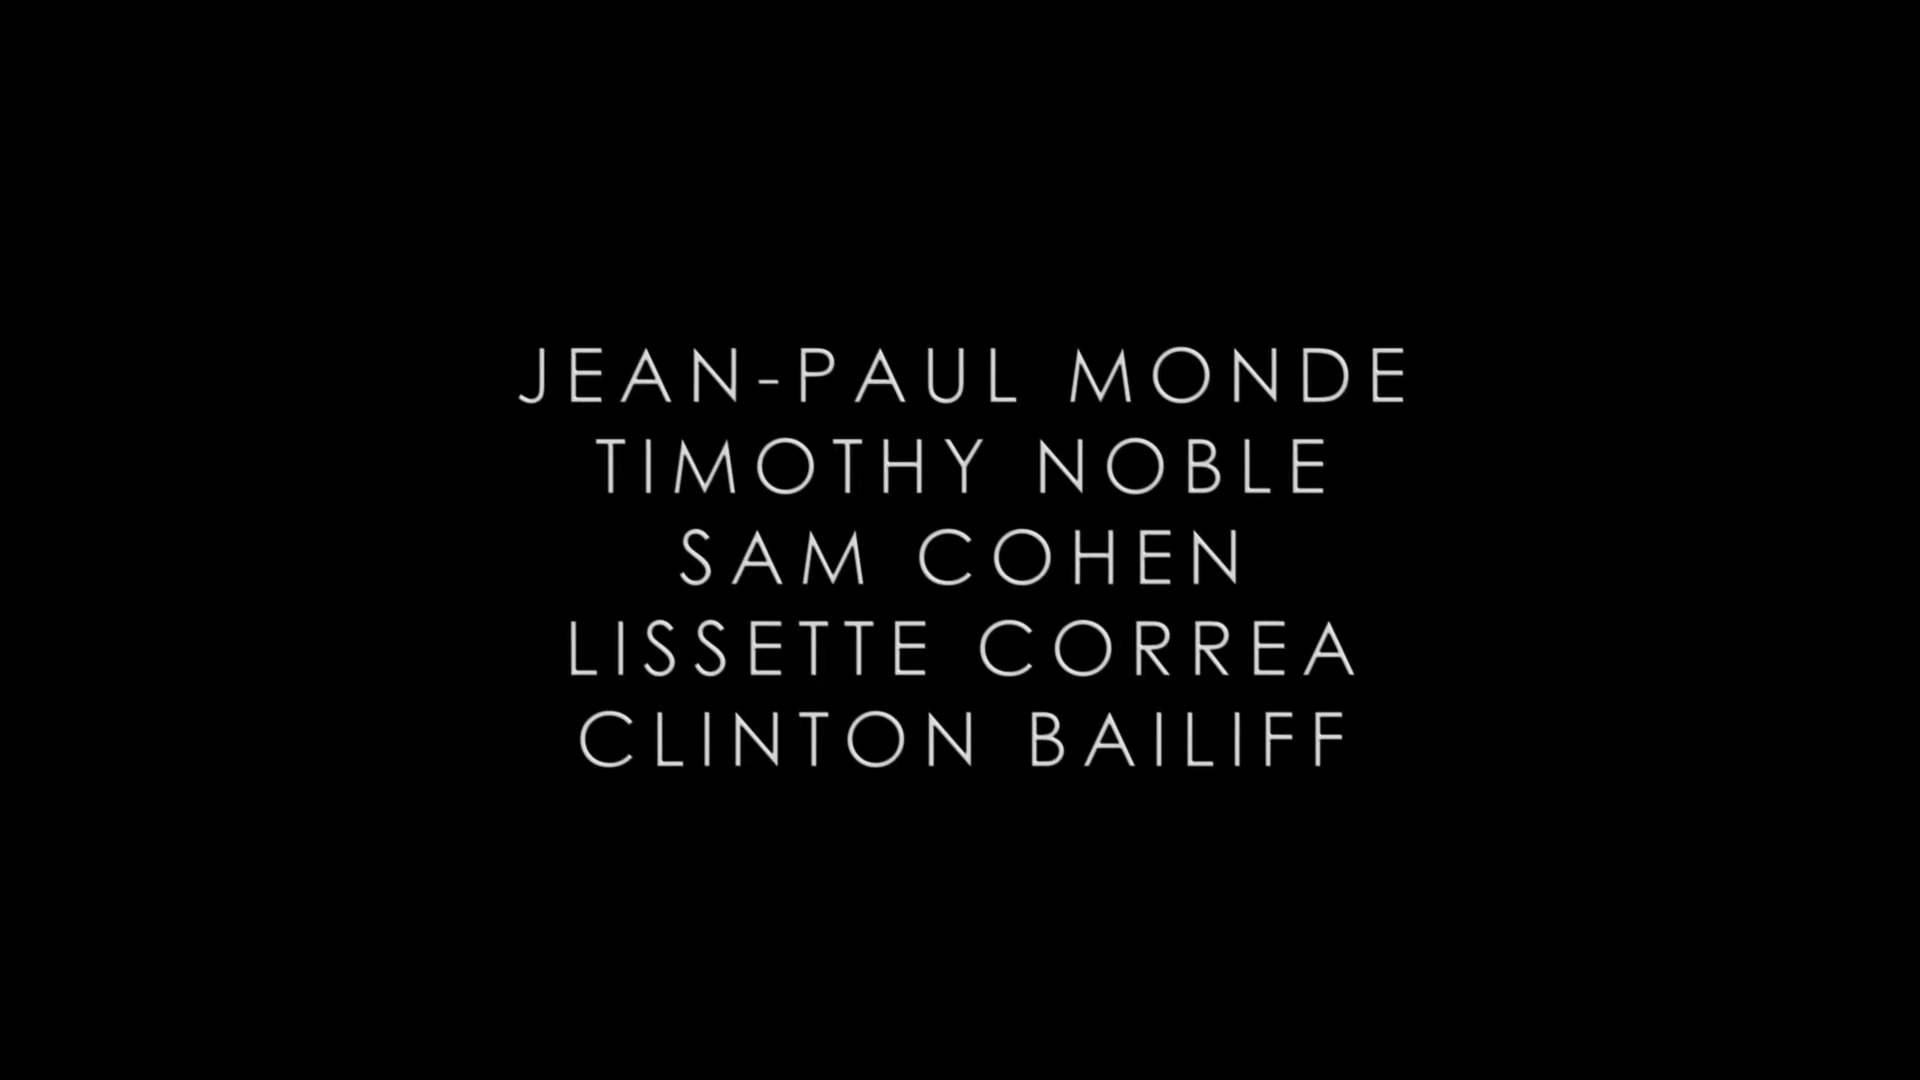 JEAN-PAUL MONDE
TIMOTHY NOBLE
SAM COHEN
LISSETTE CORREA
CLINTON BAILIFF